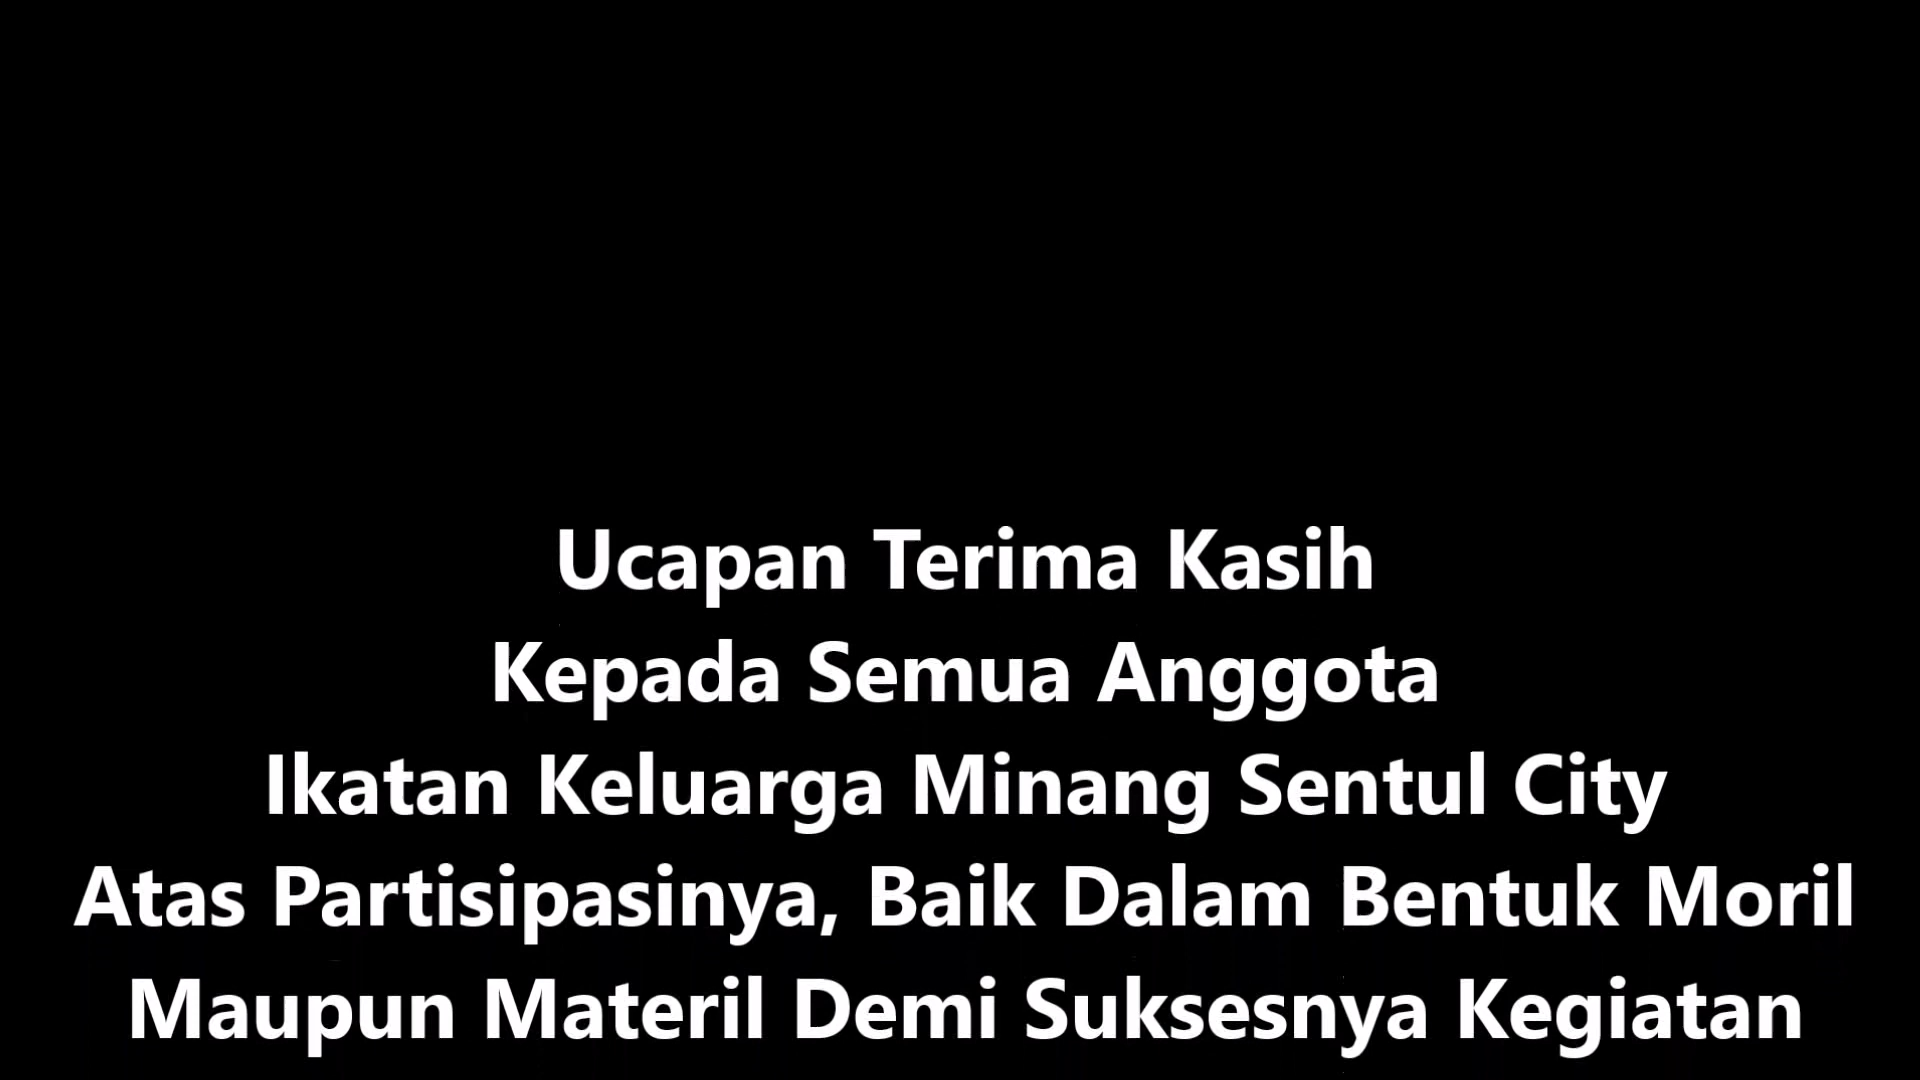 Ucapan Terima Kasih
Kepada Semua Anggota
Ikatan Keluarga Minang Sentul City
Atas Partisipasinya, Baik Dalam Bentuk Moril
Maupun Materil Demi Suksesnya Kegiatan